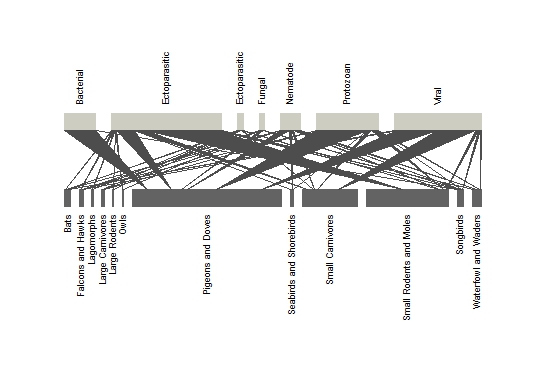 Bats
Falcons and Hawks
Lagomorphs
Large Carnivores
Large Rodents
Owls
Pigeons and Doves
Seabirds and Shorebirds
Small Carnivores
Small Rodents and Moles
Songbirds
Waterfowl and Waders
Bacterial
Ectoparasitic
Ectoparasitic
Fungal
Nematode
Protozoan
Viral